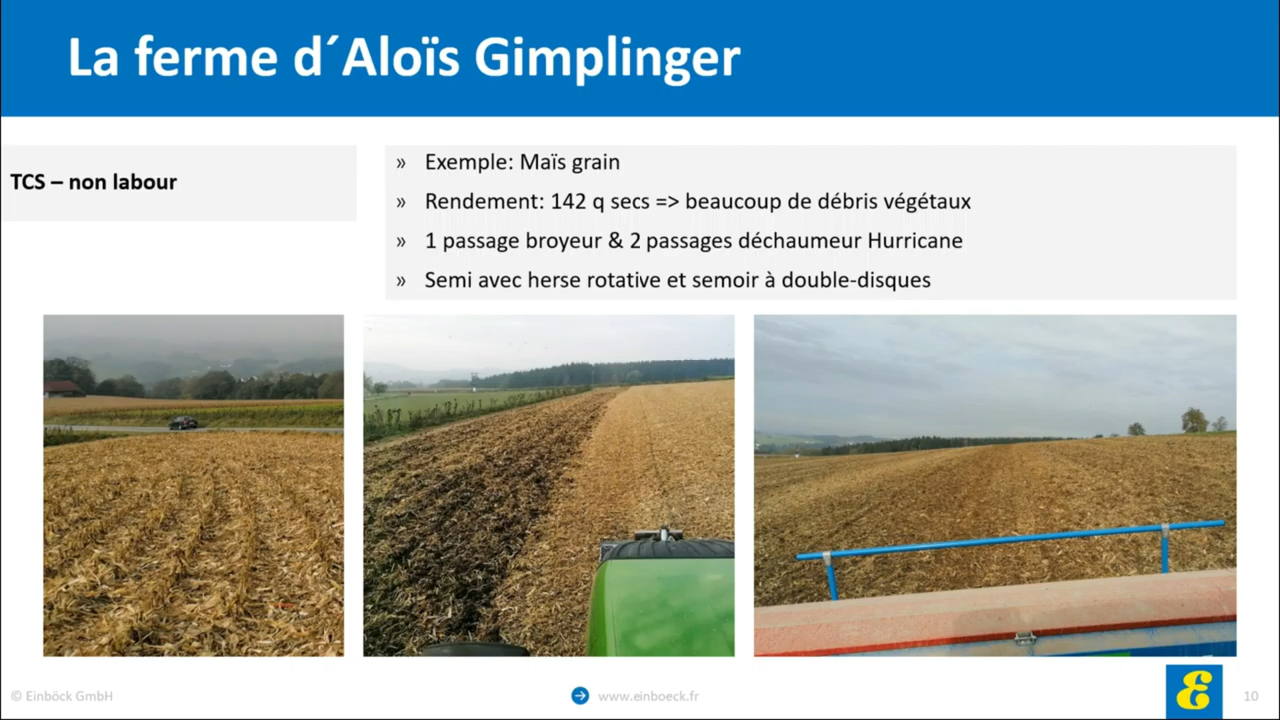 La ferme d´Aloïs Gimplinger
TCS – non labour
» Exemple: Maïs grain
» Rendement: 142 q secs => beaucoup de débris végétaux
» 1 passage broyeur & 2 passages déchaumeur Hurricane
» Semi avec herse rotative et semoir à double-disques
© Einböck GmbH
www.einboeck.fr
E
10